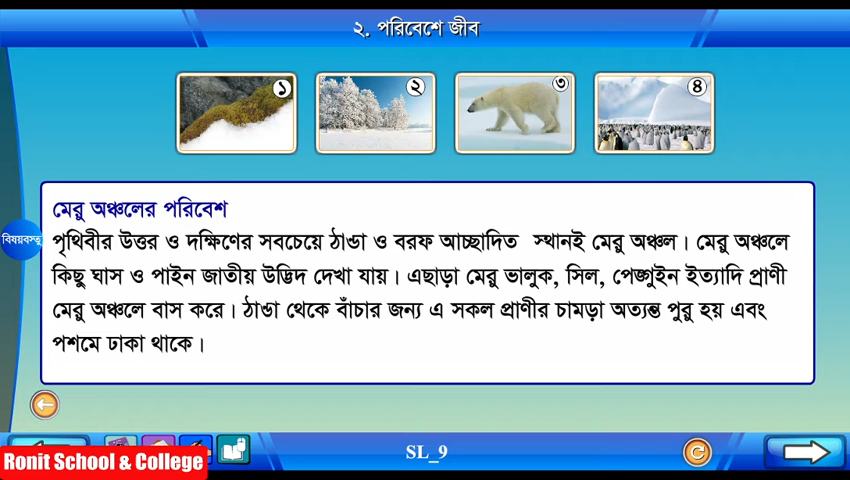 ২. পরিবেশে জীব
১
২
৩
৪
মেরু অঞ্চলের পরিবেশ
পৃথিবীর উত্তর ও দক্ষিণের সবচেয়ে ঠাণ্ডা ও বরফ আচ্ছাদিত স্থানই মেরু অঞ্চল। মেরু অঞ্চলে
কিছু ঘাস ও পাইন জাতীয় উদ্ভিদ দেখা যায়। এছাড়া মেরু ভালুক, সিল, পেঙ্গুইন ইত্যাদি প্রাণী
মেরু অঞ্চলে বাস করে। ঠাণ্ডা থেকে বাঁচার জন্য এ সকল প্রাণীর চামড়া অত্যন্ত পুরু হয় এবং
পশমে ঢাকা থাকে।
বিষয়বস্তু
SL_9
Ronit School & College